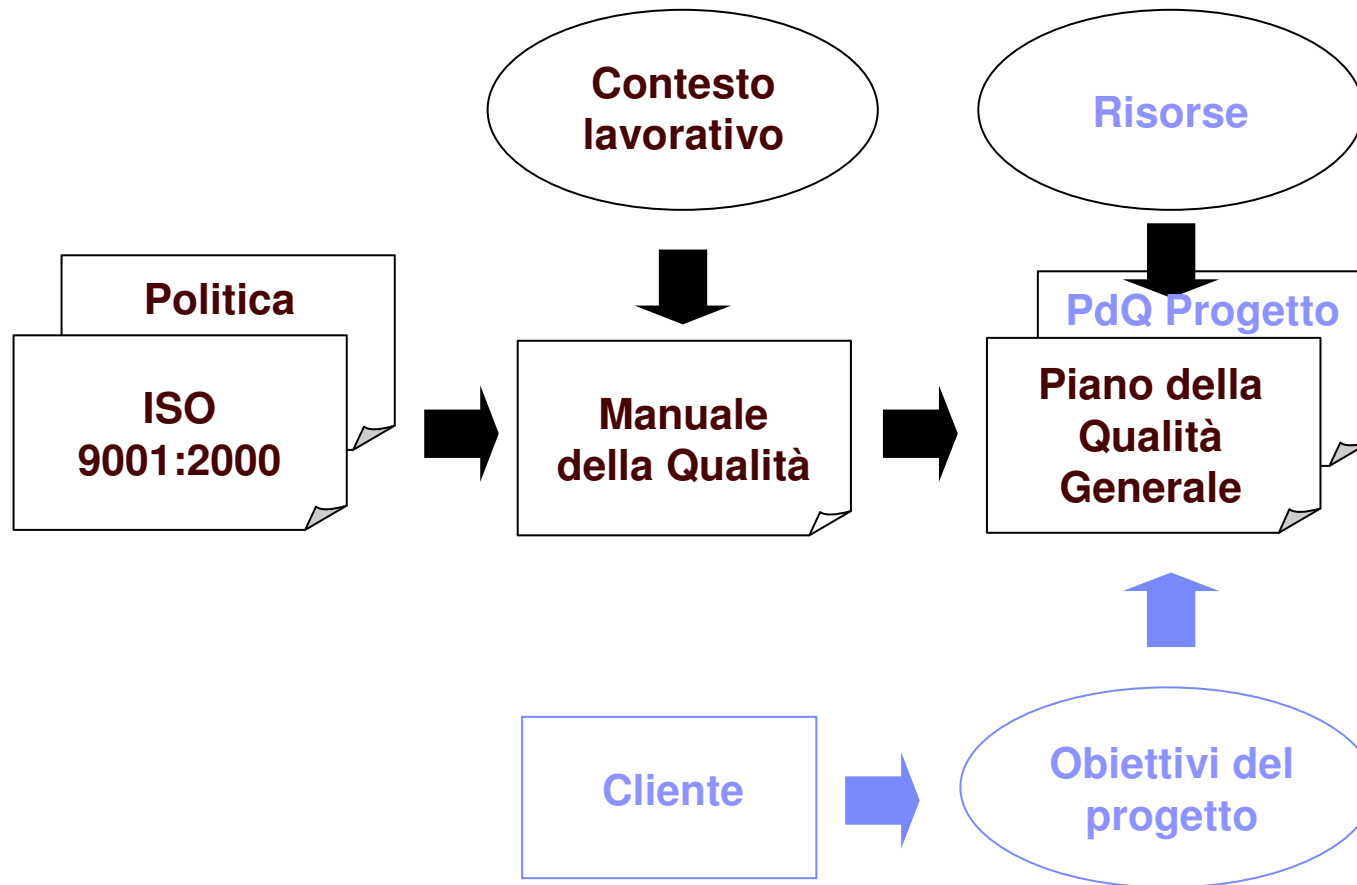 Contesto
lavorativo
Risorse
Politica
PdQ Progetto
ISO
9001:2000
Manuale
della Qualità
Piano della
Qualità
Generale
Cliente
Obiettivi del
progetto